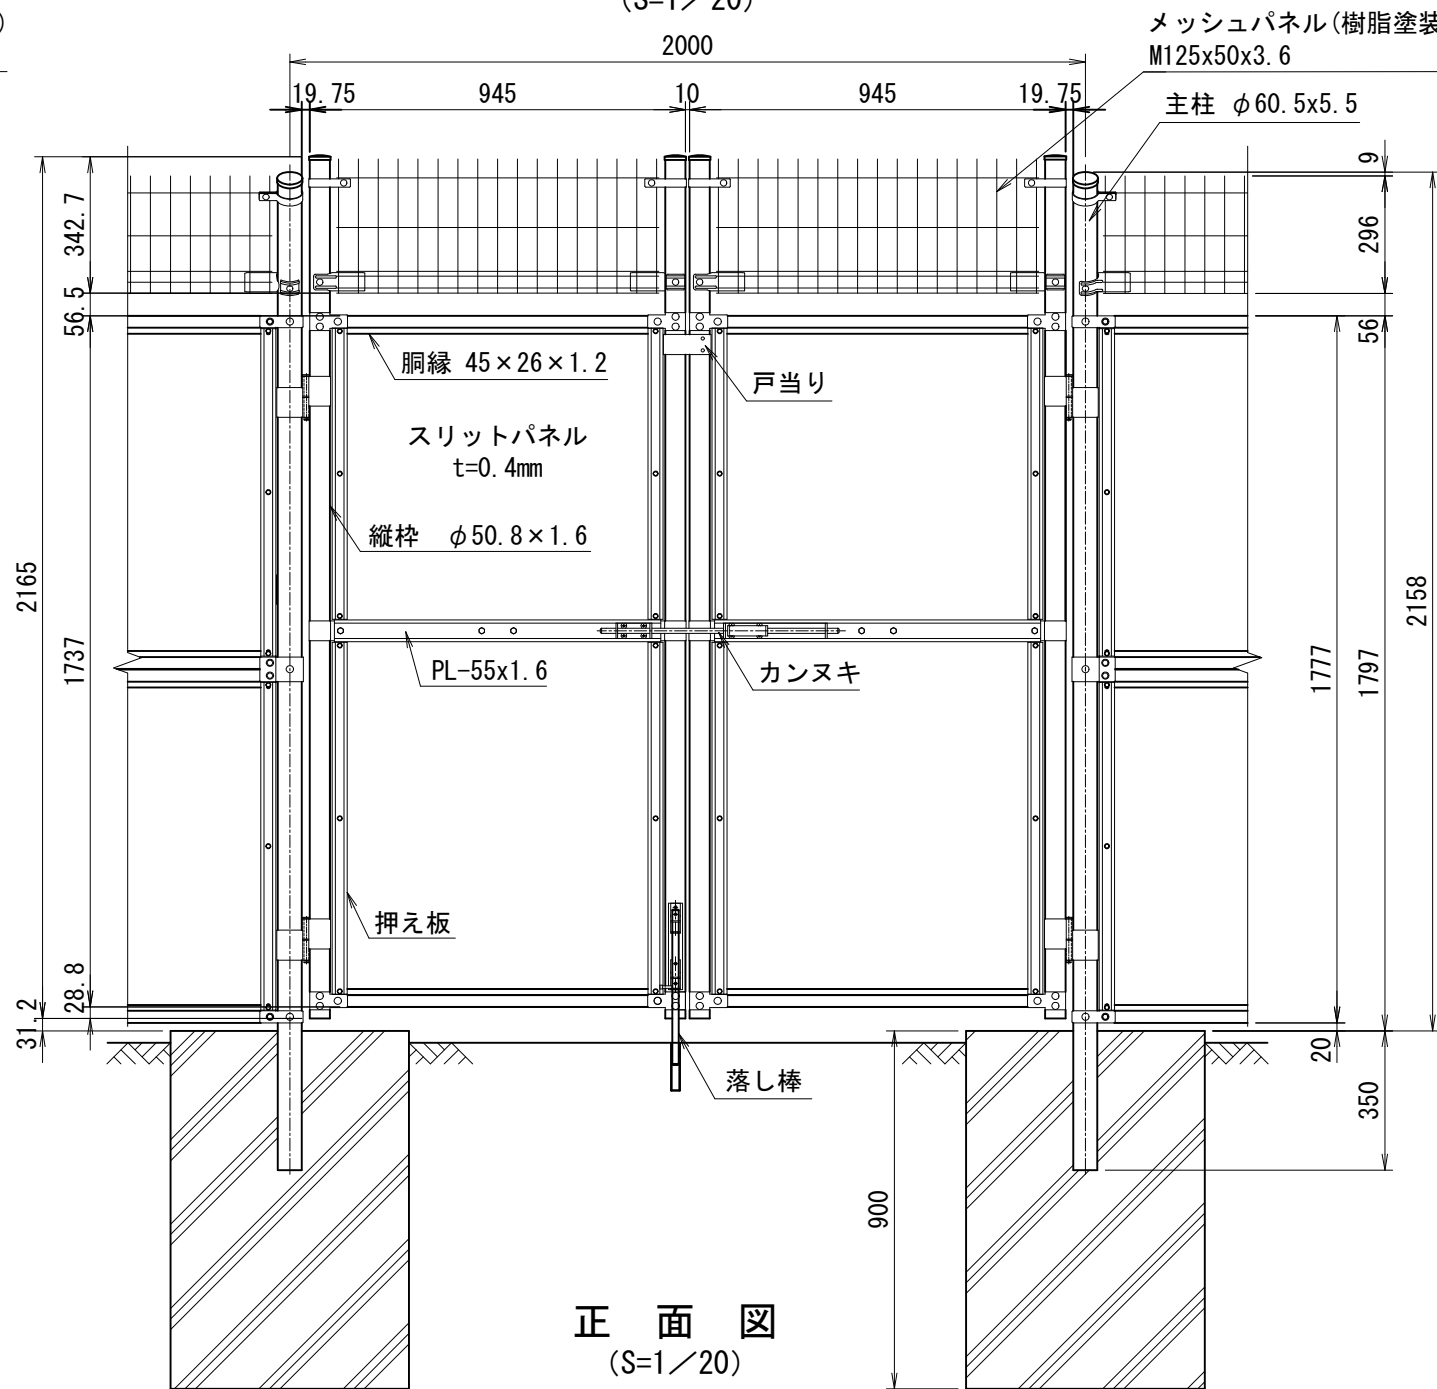 (S=1／20)
)
メッシュパネル(樹脂塗装
M125x50x3.6
2000
19.75
945
10
945
19.75
主柱 φ60.5x5.5
9
342.7
296
56.5
56
胴縁 45×26×1.2
戸当り
スリットパネル
t=0.4mm
縦枠 φ50.8×1.6
2165
2158
1737
1777
1797
PL-55x1.6
カンヌキ
押え板
28.8
31.2
20
落し棒
350
900
正 面 図
(S=1／20)